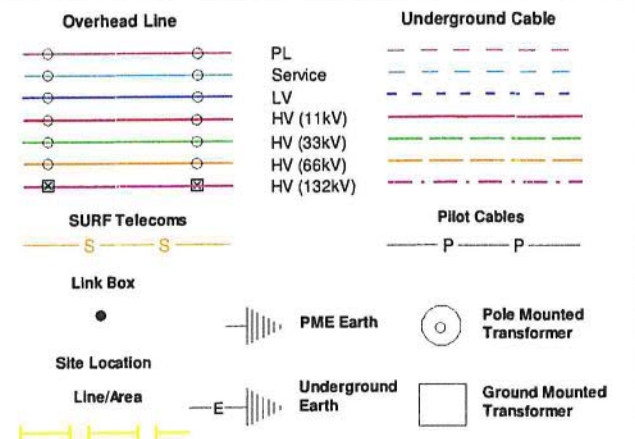 Overhead Line
Underground Cable
PL
Service
LV
HV (11kV)
HV (33kV)
HV (66kV)
HV (132kV)
SURF Telecoms
S S
Pilot Cables
P P
Link Box
PME Earth
Pole Mounted
Transformer
Site Location
Line/Area
E
Underground
Earth
Ground Mounted
Transformer